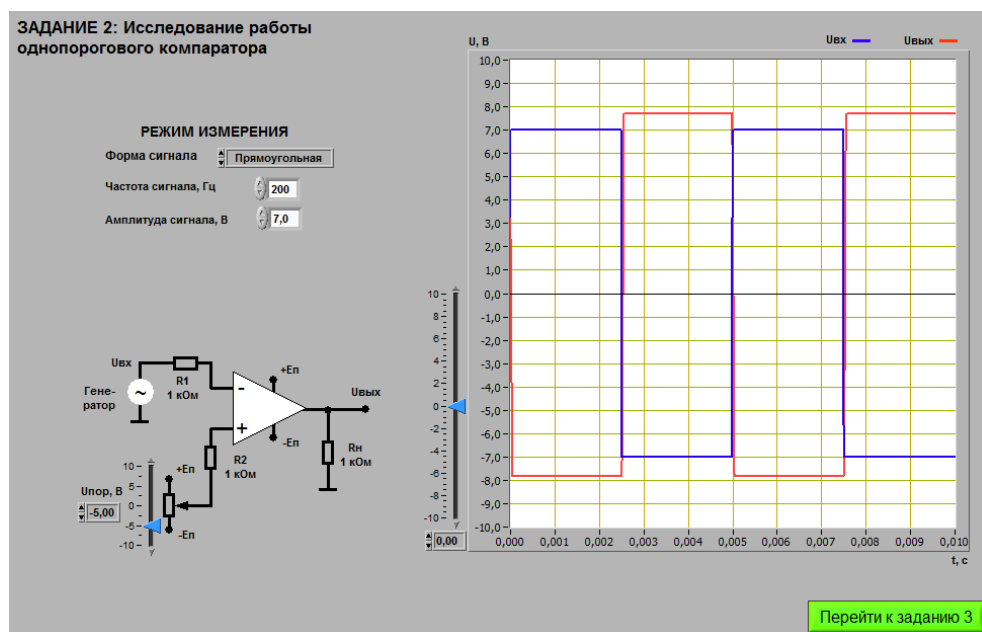 ЗАДАНИЕ 2: Исследование работы
однопорогового компаратора
РЕЖИМ ИЗМЕРЕНИЯ
Форма сигнала
Прямоугольная
Частота сигнала, Гц
200
Амплитуда сигнала, В
7,0
U, В
Uвх
Uвых
10,0
9,0
8,0
7,0
6,0
5,0
4,0
3,0
2,0
1,0
0,0
-1,0
-2,0
-3,0
-4,0
-5,0
-6,0
-7,0
-8,0
-9,0
-10,0
0,000 0,001 0,002 0,003 0,004 0,005 0,006 0,007 0,008 0,009 0,010
t, с
10
8
6
4
2
0
-2
-4
-6
-8
-10
0,00
Uвх
Гене-
ратор
~
R1
1 кОм
-
+
+Еп
-Еп
Uвых
Rн
1 кОм
R2
1 кОм
Uпор, В
-5,00
10
5
0
-5
-10
+Еп
-Еп
Перейти к заданию 3